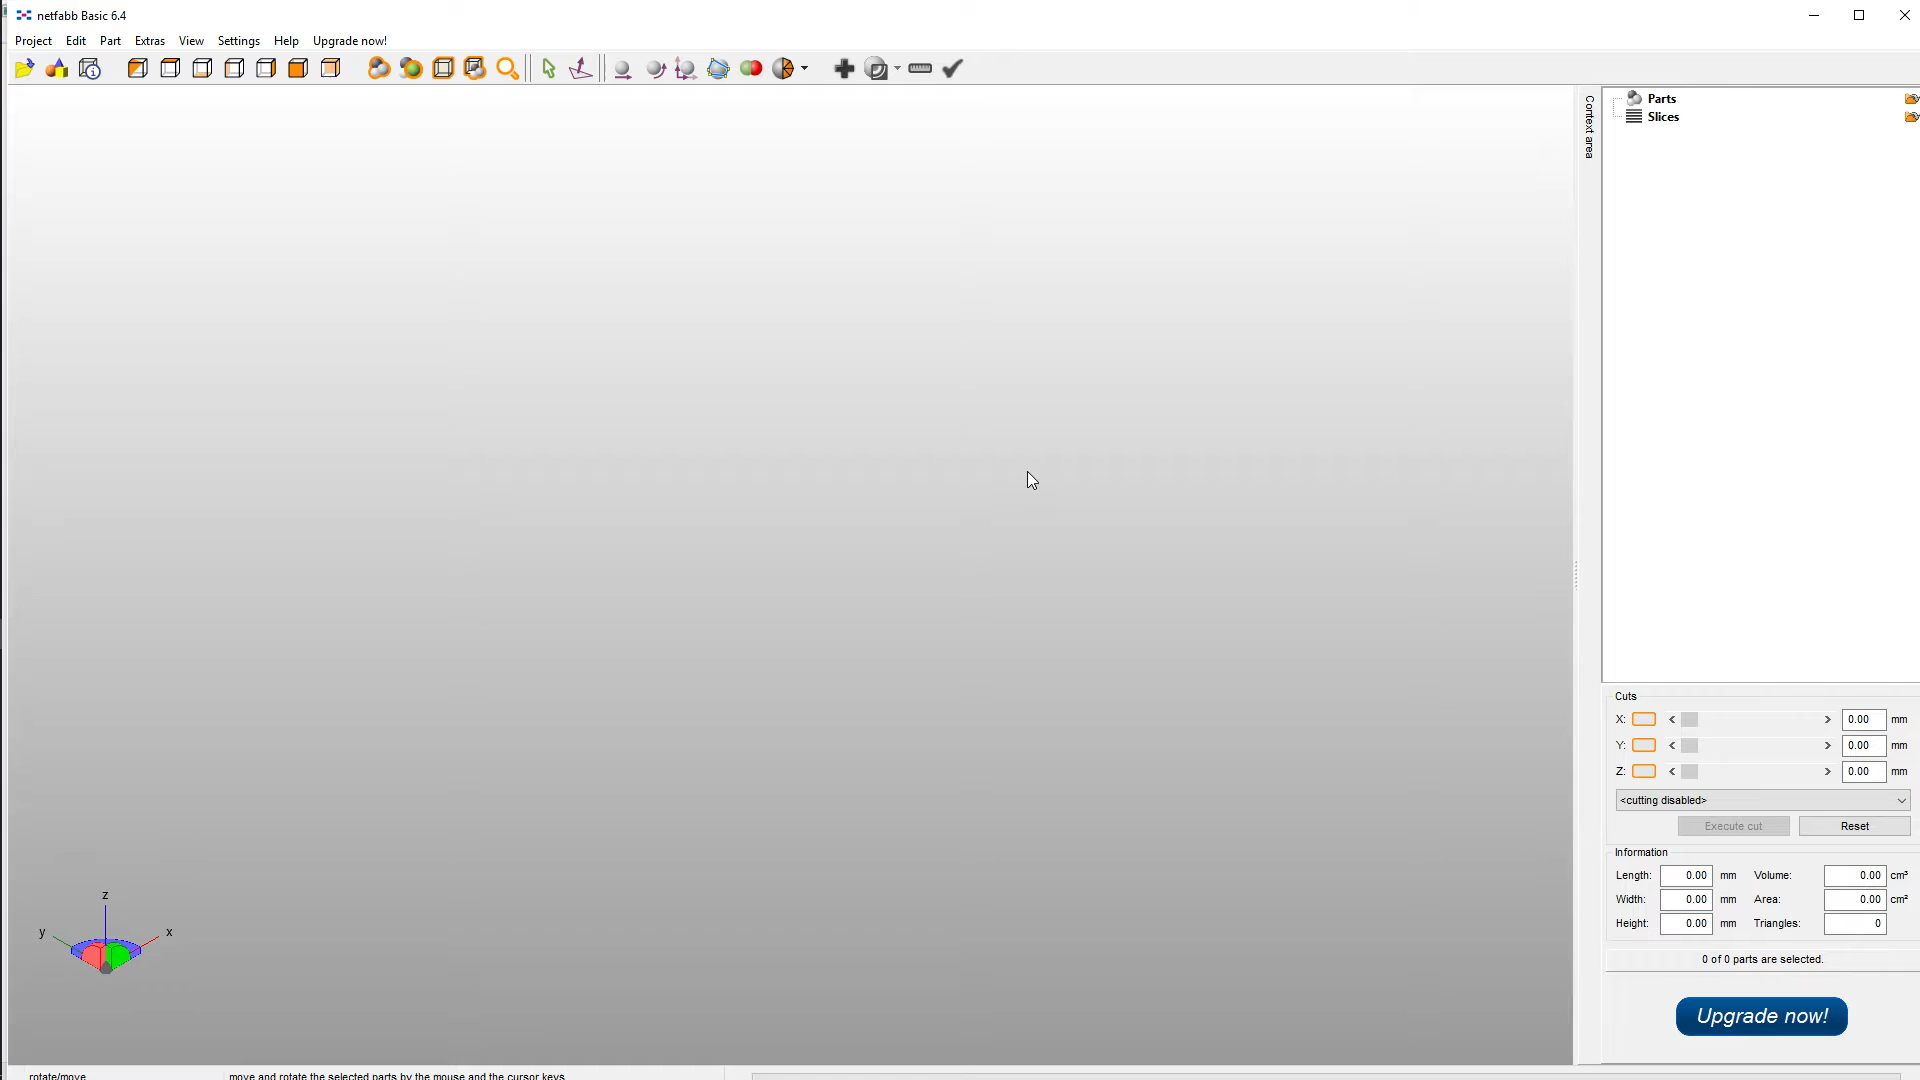 netfabb Basic 6.4
Project Edit Part Extras View Settings Help Upgrade now!
Context area
Parts
Slices
z
y
x
Cuts
X: < > 0.00 mm
Y: < > 0.00 mm
Z: < > 0.00 mm
<cutting disabled>
Execute cut Reset
Information
Length: 0.00 mm Volume: 0.00 cm³
Width: 0.00 mm Area: 0.00 cm²
Height: 0.00 mm Triangles: 0
0 of 0 parts are selected.
Upgrade now!
rotate/move move and rotate the selected parts by the mouse and the cursor keys